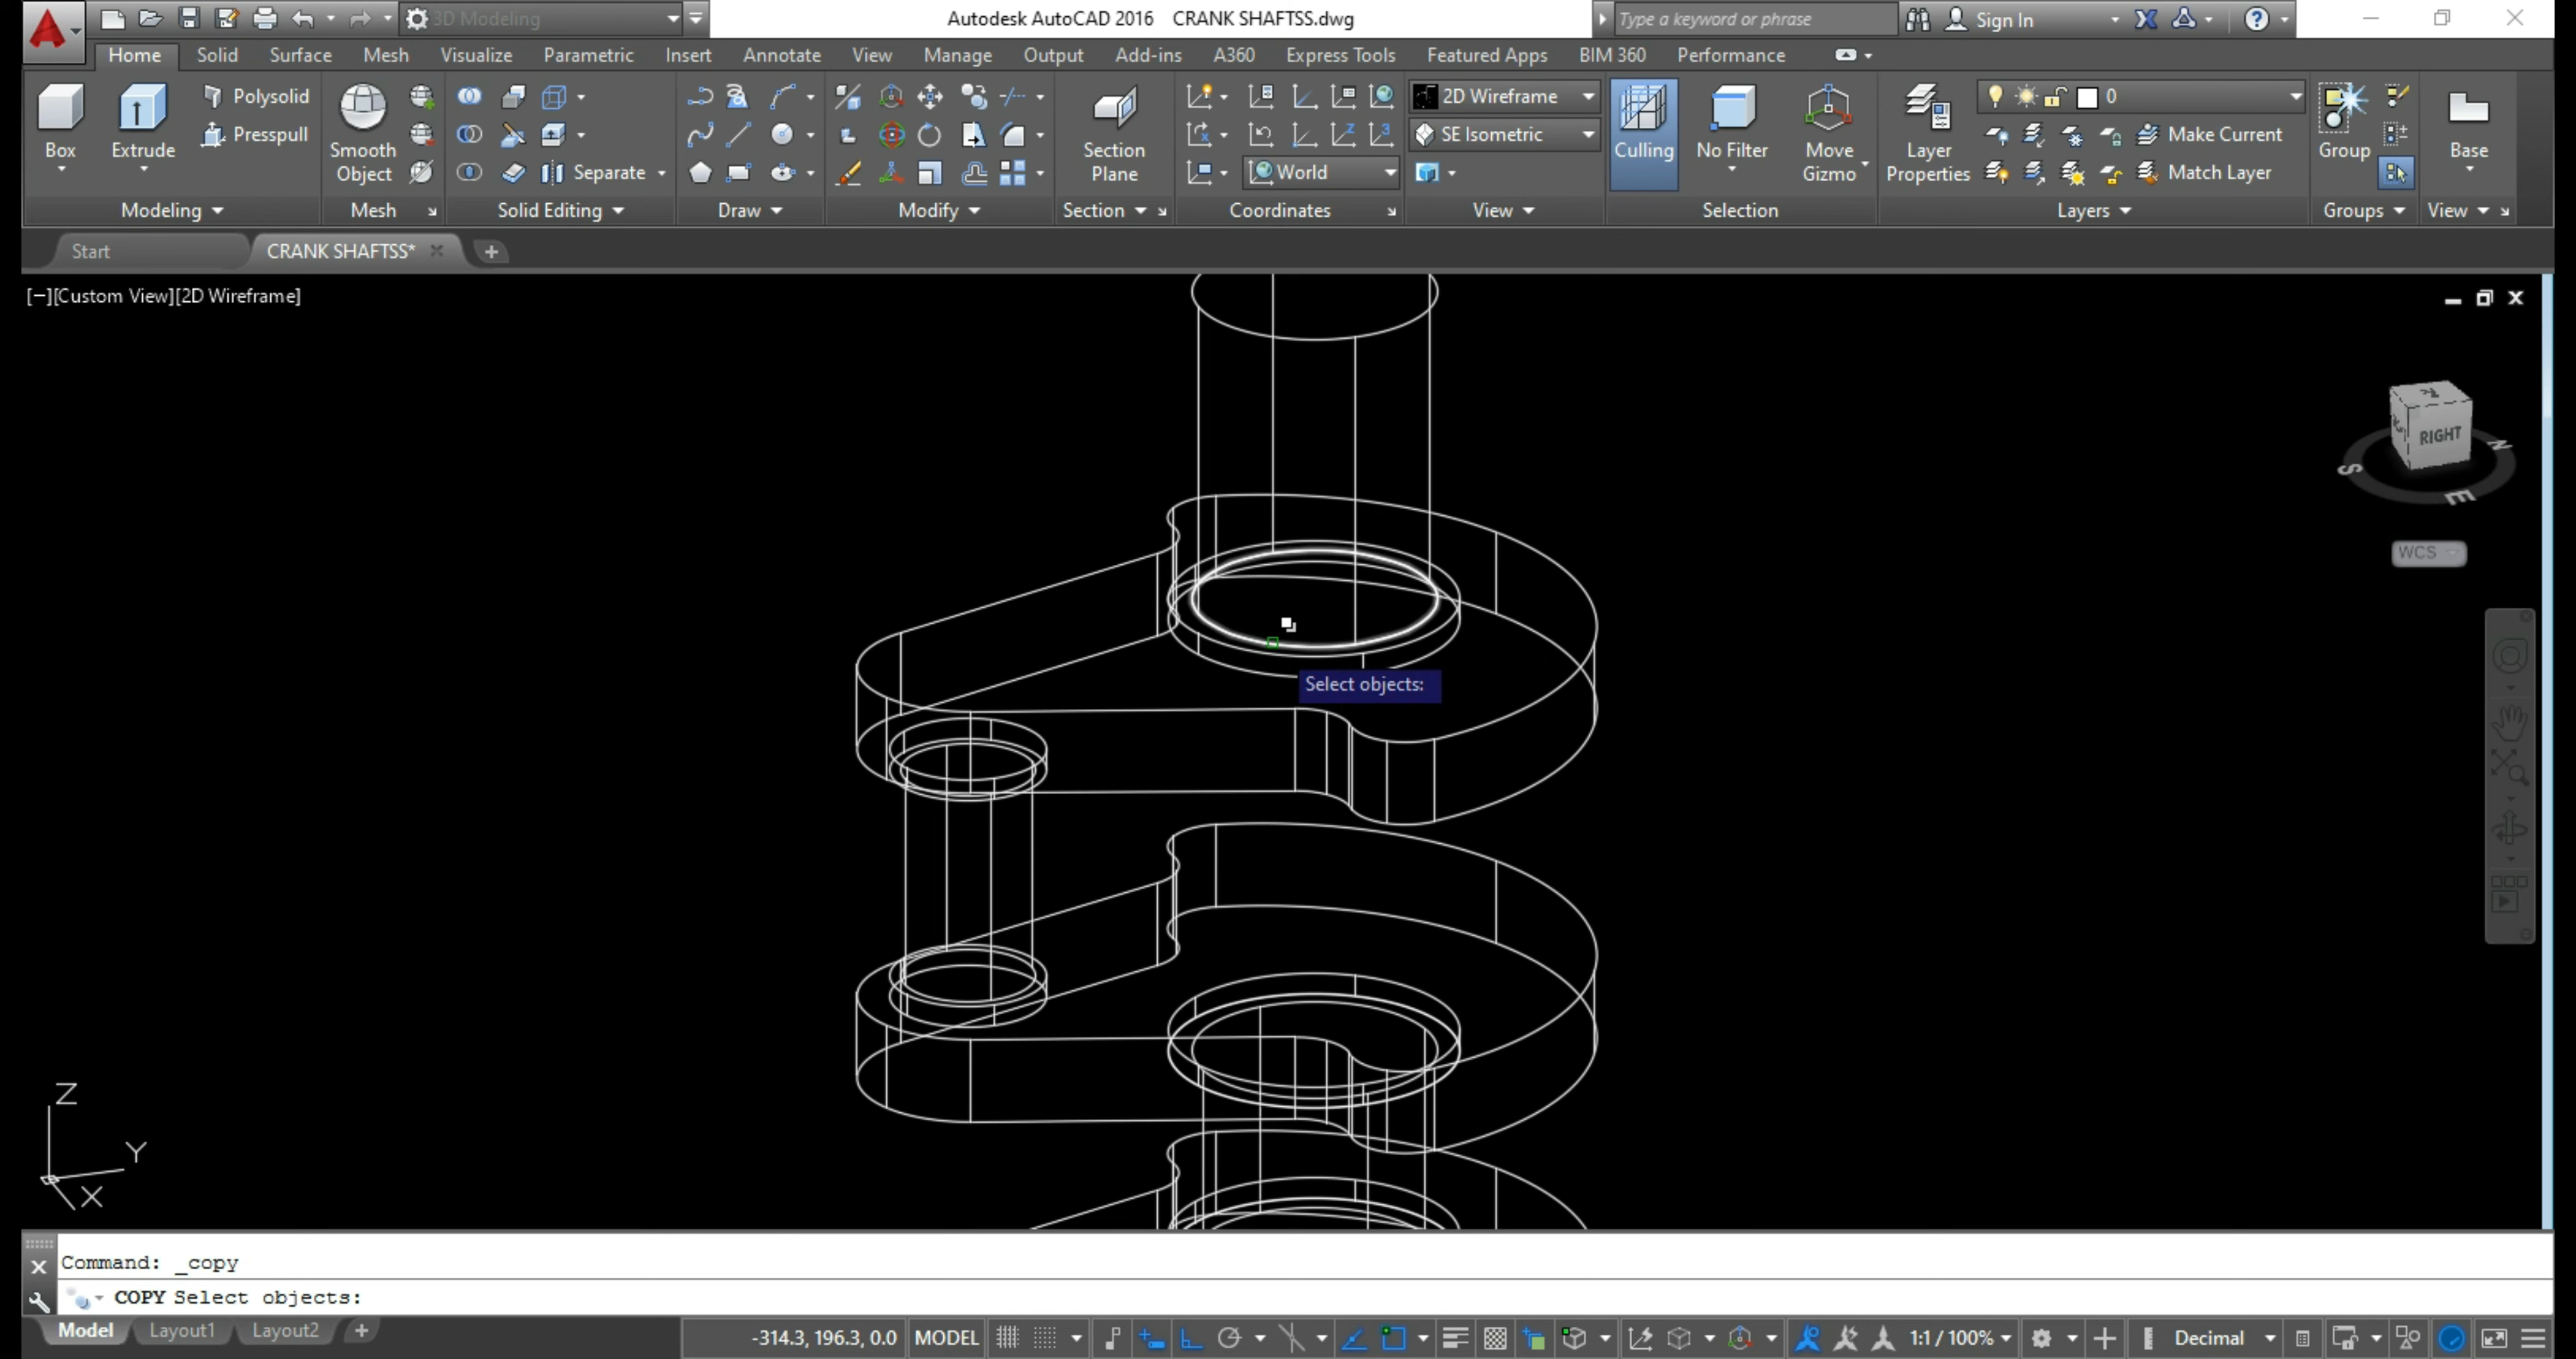 3D Modeling
Autodesk AutoCAD 2016 CRANK SHAFTSS.dwg
Type a keyword or phrase
Sign In
Home Solid Surface Mesh Visualize Parametric Insert Annotate View Manage Output Add-ins A360 Express Tools Featured Apps BIM 360 Performance
Polysolid
2D Wireframe
0
Presspull
SE Isometric
Make Current
Box Extrude
Smooth Object
Section Plane
Culling No Filter
Move Gizmo
Layer Properties
Group Base
Separate
World
Match Layer
Modeling Mesh Solid Editing Draw Modify Section Coordinates View Selection Layers Groups View
Start CRANK SHAFTSS*
[−][Custom View][2D Wireframe]
RIGHT
S
N
E
WCS
Select objects:
Z
Y
X
Command: _copy
COPY Select objects:
Model Layout1 Layout2
-314.3, 196.3, 0.0 MODEL 1:1 / 100% Decimal